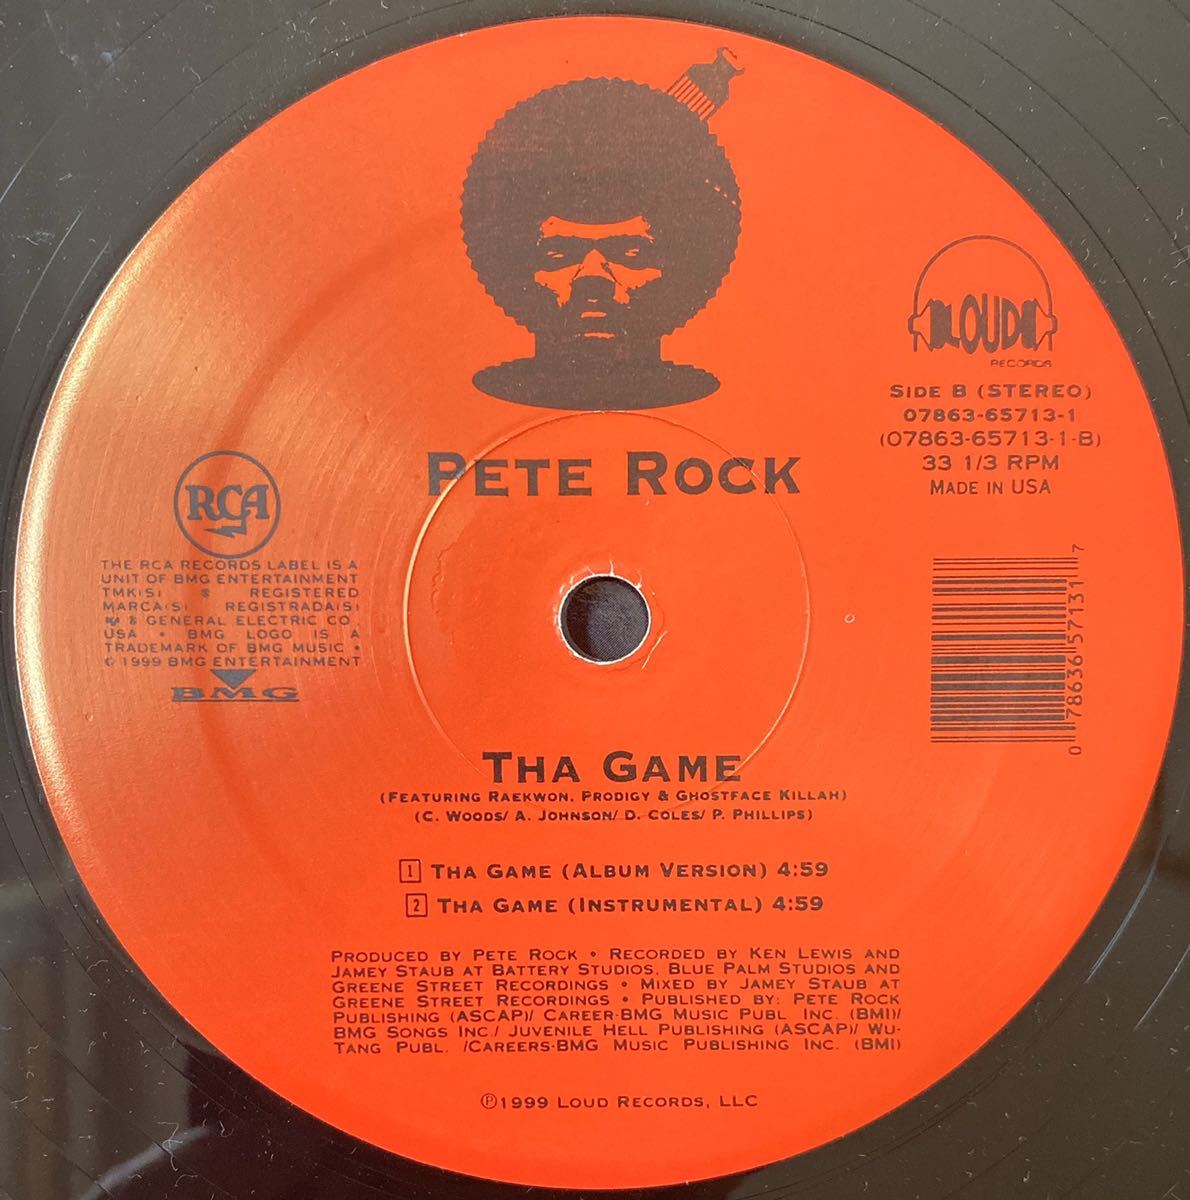 LOUD
RECORDS
SIDE B (STEREO)
07863-65713-1
(07863-65713-1-B)
33 1/3 RPM
MADE IN USA
PETE ROCK
RCA
THE RCA RECORDS LABEL IS A
UNIT OF BMG ENTERTAINMENT
TMK(S) ® REGISTERED
MARCA(S) REGISTRADA(S)
& GENERAL ELECTRIC CO.
USA • BMG LOGO IS A
TRADEMARK OF BMG MUSIC •
© 1999 BMG ENTERTAINMENT
BMG
0 78636 57131 7
THA GAME
(FEATURING RAEKWON, PRODIGY & GHOSTFACE KILLAH)
(C. WOODS/ A. JOHNSON/ D. COLES/ P. PHILLIPS)
1 THA GAME (ALBUM VERSION) 4:59
2 THA GAME (INSTRUMENTAL) 4:59
PRODUCED BY PETE ROCK • RECORDED BY KEN LEWIS AND
JAMEY STAUB AT BATTERY STUDIOS, BLUE PALM STUDIOS AND
GREENE STREET RECORDINGS • MIXED BY JAMEY STAUB AT
GREENE STREET RECORDINGS • PUBLISHED BY: PETE ROCK
PUBLISHING (ASCAP)/ CAREER-BMG MUSIC PUBL. INC. (BMI)/
BMG SONGS INC./ JUVENILE HELL PUBLISHING (ASCAP)/ WU-
TANG PUBL. /CAREERS-BMG MUSIC PUBLISHING INC. (BMI)
℗1999 LOUD RECORDS, LLC